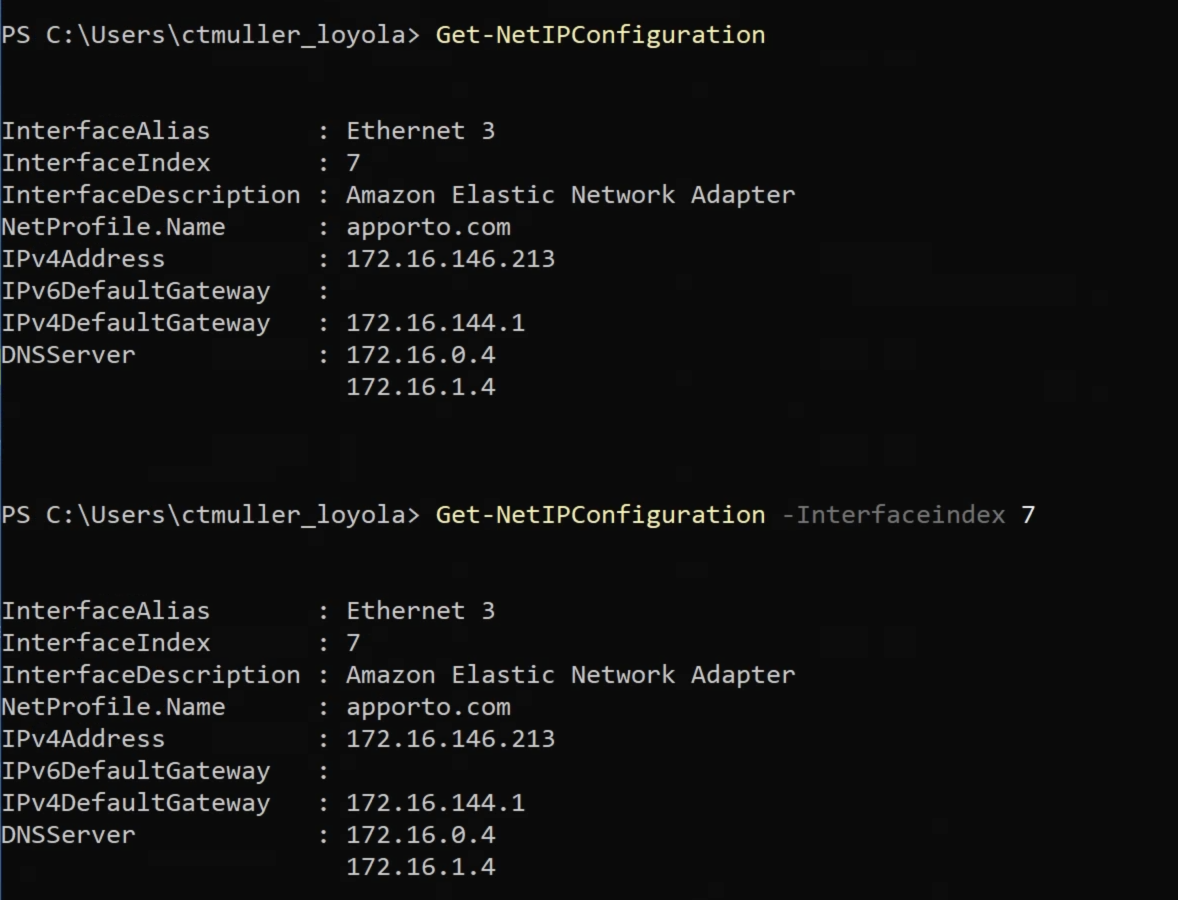 PS C:\Users\ctmuller_loyola> Get-NetIPConfiguration
InterfaceAlias : Ethernet 3
InterfaceIndex : 7
InterfaceDescription : Amazon Elastic Network Adapter
NetProfile.Name : apporto.com
IPv4Address : 172.16.146.213
IPv6DefaultGateway :
IPv4DefaultGateway : 172.16.144.1
DNSServer : 172.16.0.4
172.16.1.4
PS C:\Users\ctmuller_loyola> Get-NetIPConfiguration -Interfaceindex 7
InterfaceAlias : Ethernet 3
InterfaceIndex : 7
InterfaceDescription : Amazon Elastic Network Adapter
NetProfile.Name : apporto.com
IPv4Address : 172.16.146.213
IPv6DefaultGateway :
IPv4DefaultGateway : 172.16.144.1
DNSServer : 172.16.0.4
172.16.1.4